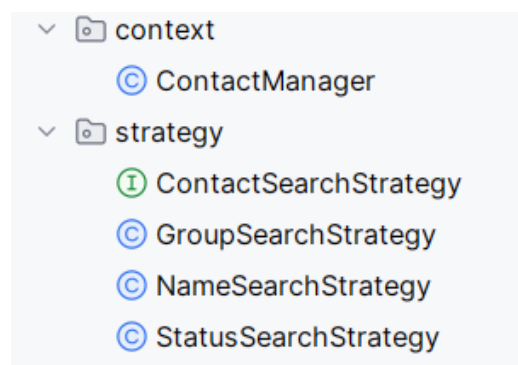 context
C ContactManager
strategy
I ContactSearchStrategy
C GroupSearchStrategy
C NameSearchStrategy
C StatusSearchStrategy